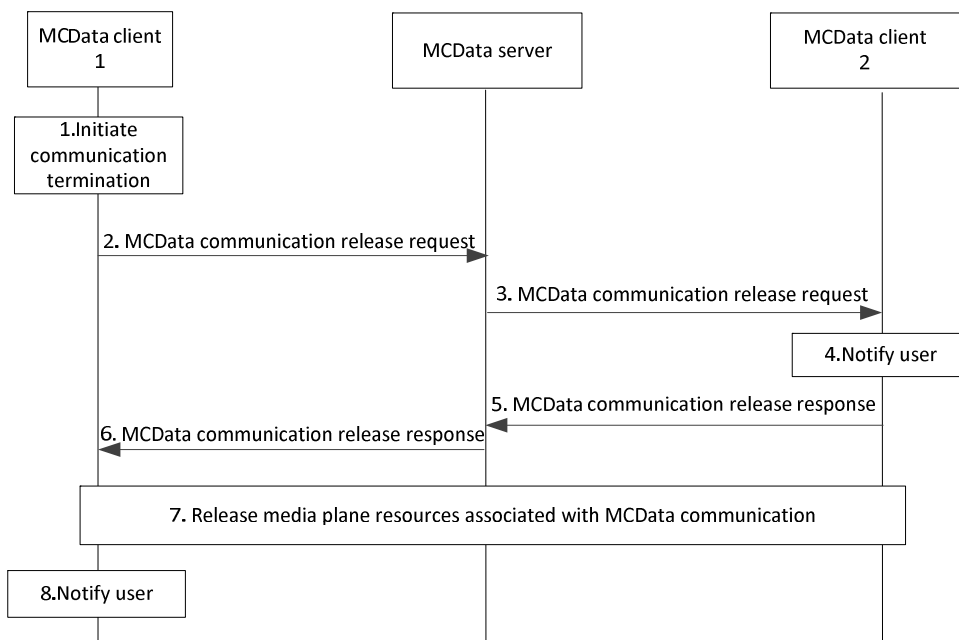 MCData client
1
MCData server
MCData client
2
1.Initiate
communication
termination
2. MCData communication release request
3. MCData communication release request
4.Notify user
5. MCData communication release response
6. MCData communication release response
7. Release media plane resources associated with MCData communication
8.Notify user